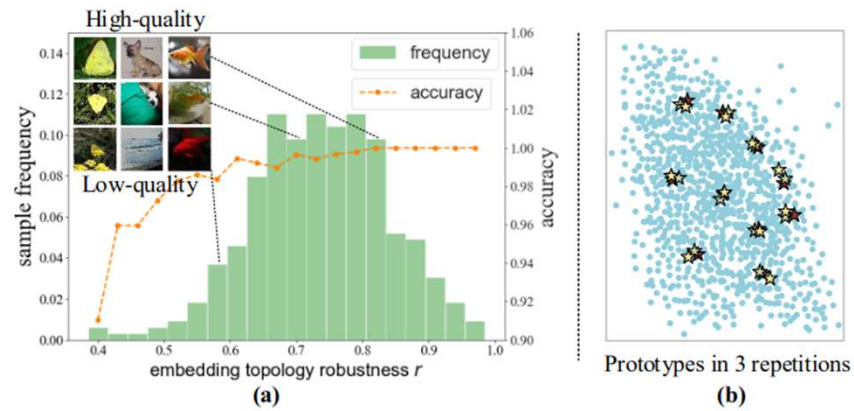 High-quality
Low-quality
frequency
accuracy
sample frequency
0.14
0.12
0.10
0.08
0.06
0.04
0.02
0.00
1.06
1.04
1.02
1.00
0.98
0.96
0.94
0.92
0.90
accuracy
0.4 0.5 0.6 0.7 0.8 0.9 1.0
embedding topology robustness r
(a)
Prototypes in 3 repetitions
(b)